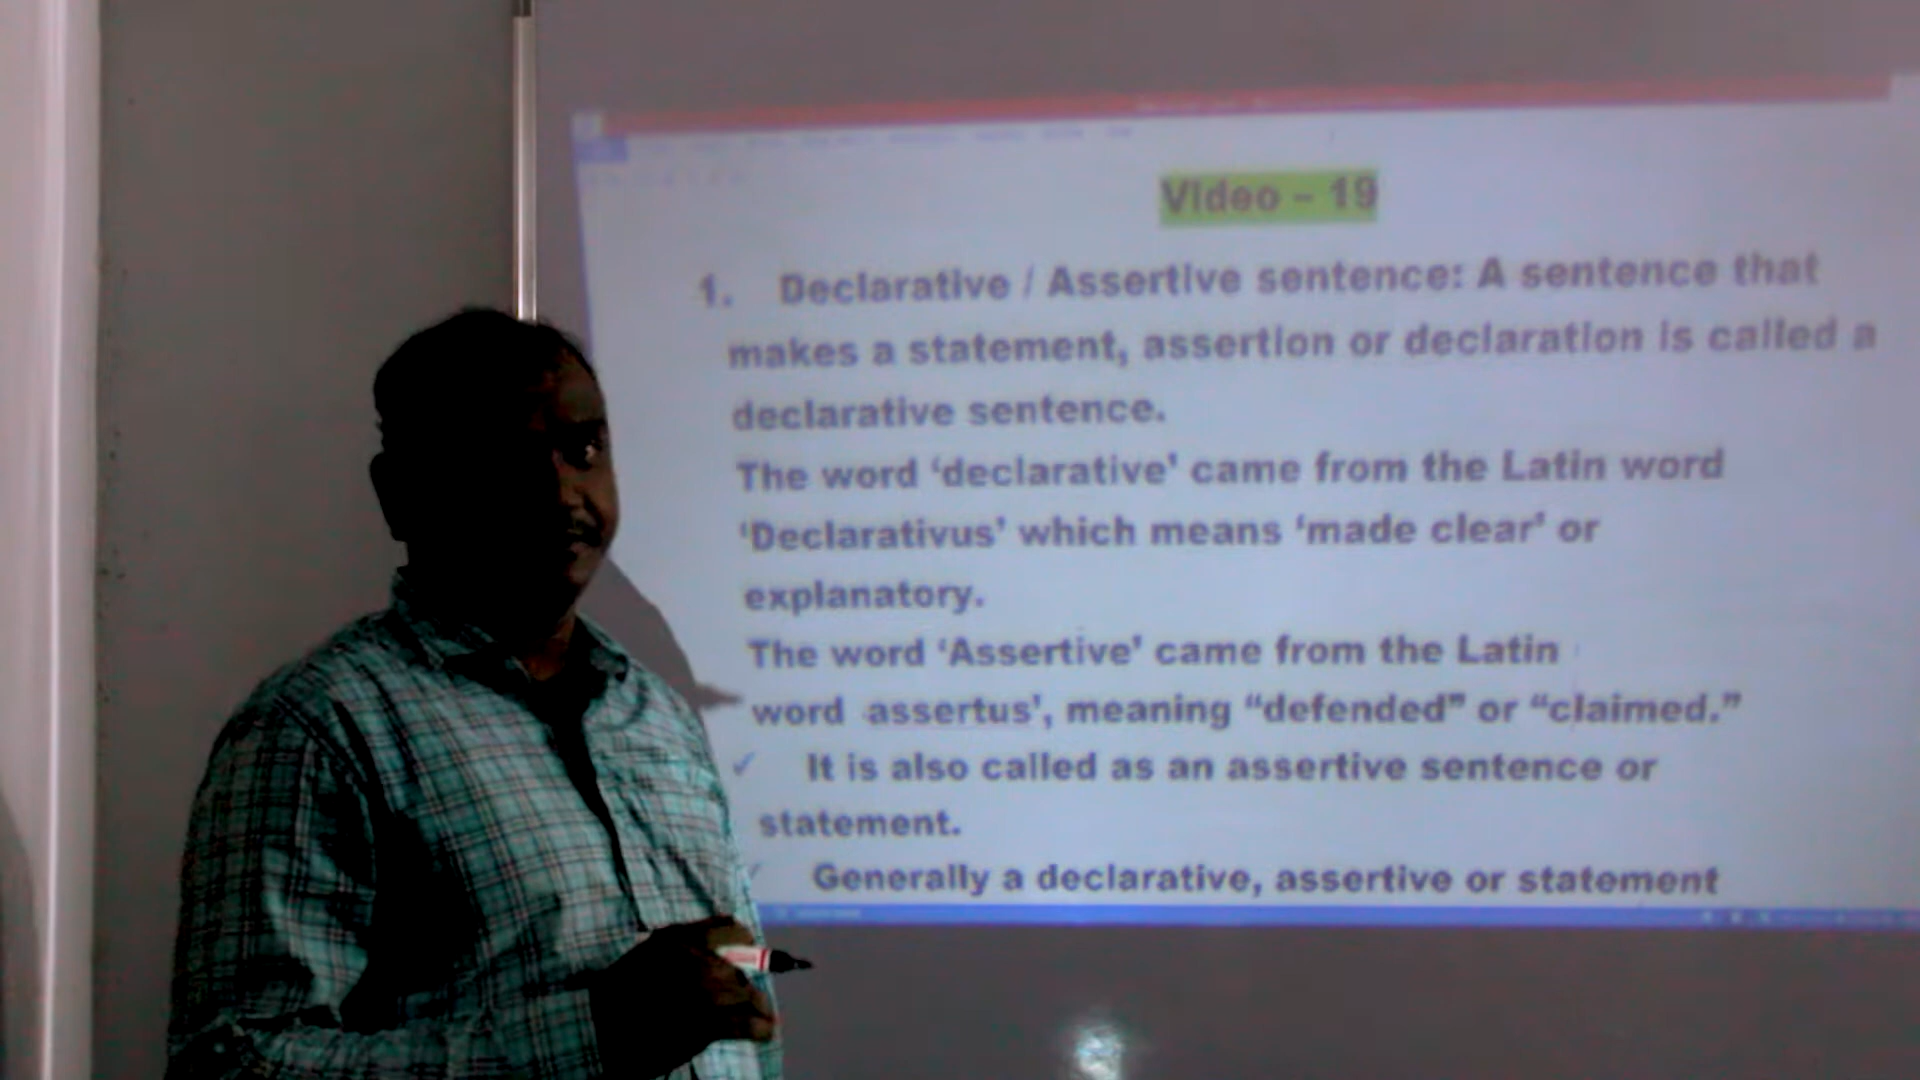 Video – 19
1. Declarative / Assertive sentence: A sentence that
makes a statement, assertion or declaration is called a
declarative sentence.
The word ‘declarative’ came from the Latin word
‘Declarativus’ which means ‘made clear’ or
explanatory.
The word ‘Assertive’ came from the Latin
word assertus’, meaning “defended” or “claimed.”
✓ It is also called as an assertive sentence or
statement.
✓ Generally a declarative, assertive or statement